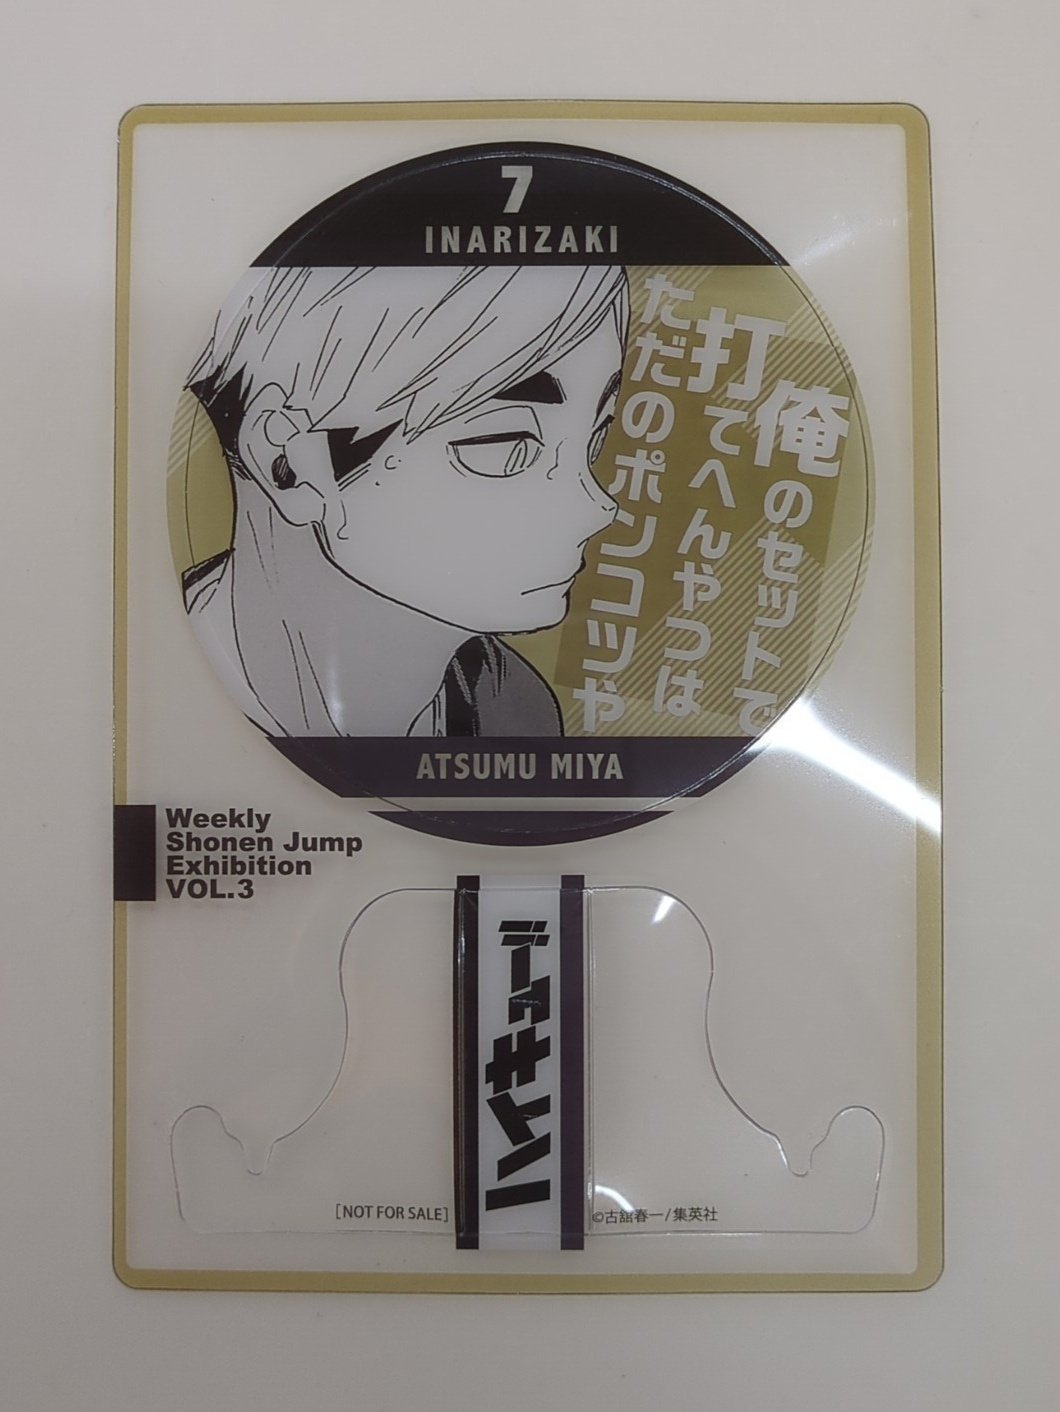 7
INARIZAKI
俺のセットで
打てへんやつは
ただのポンコツや
ATSUMU MIYA
Weekly
Shonen Jump
Exhibition
VOL.3
ハイキュー!!
[NOT FOR SALE]
©古舘春一/集英社